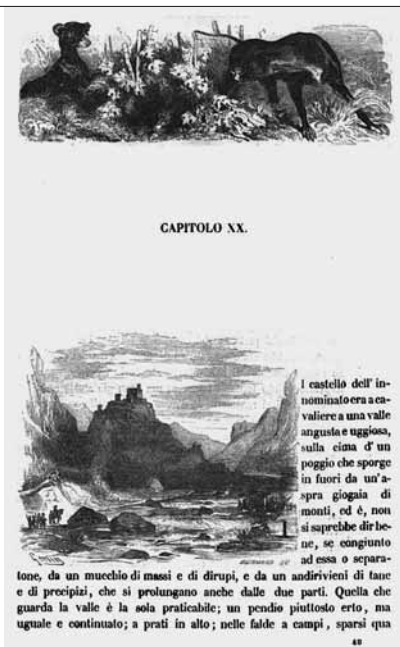 CAPITOLO XX.
I
l castello dell' in-
nominato era a ca-
valiere a una valle
angusta e uggiosa,
sulla cima d' un
poggio che sporge
in fuori da un'a-
spra giogaia di
monti, ed è, non
si saprebbe dir be-
ne, se congiunto
ad essa o separa-
tone, da un mucchio di massi e di dirupi, e da un andirivieni di tane
e di precipizi, che si prolungano anche dalle due parti. Quella che
guarda la valle è la sola praticabile; un pendio piuttosto erto, ma
uguale e continuato; a prati in alto; nelle falde a campi, sparsi qua
48